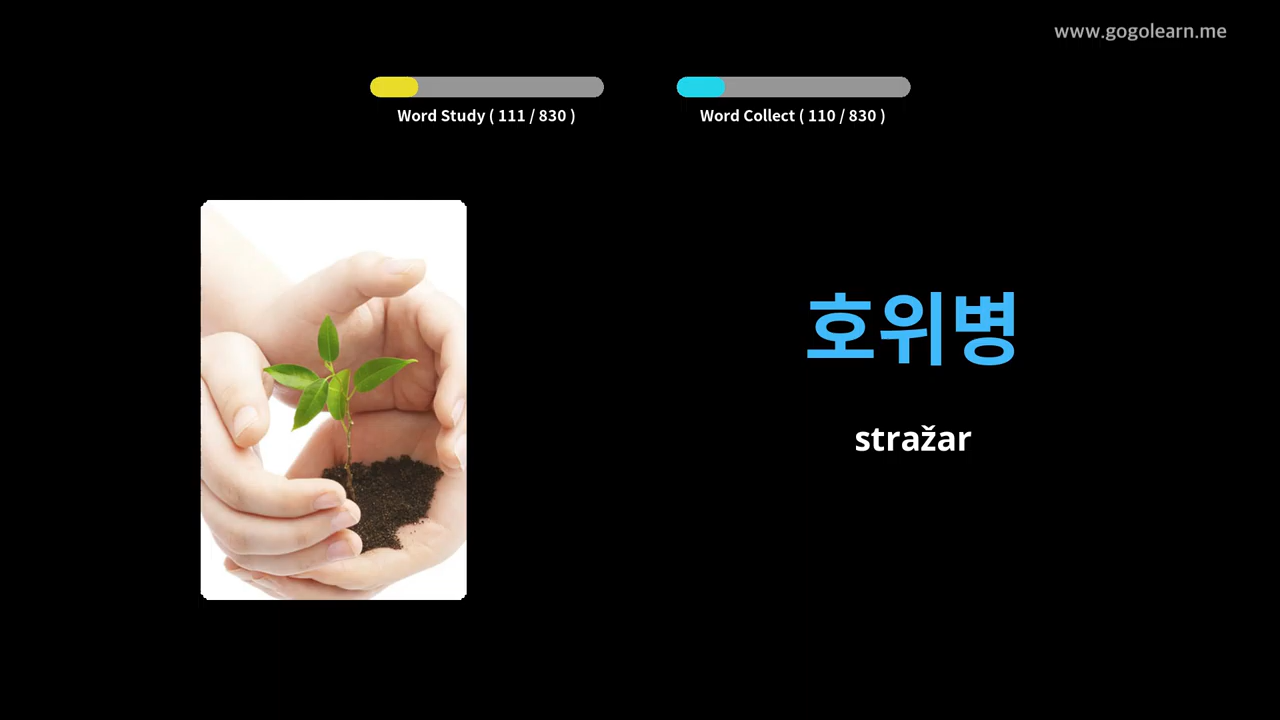 www.gogolearn.me
Word Study ( 111 / 830 )
Word Collect ( 110 / 830 )
호위병
stražar